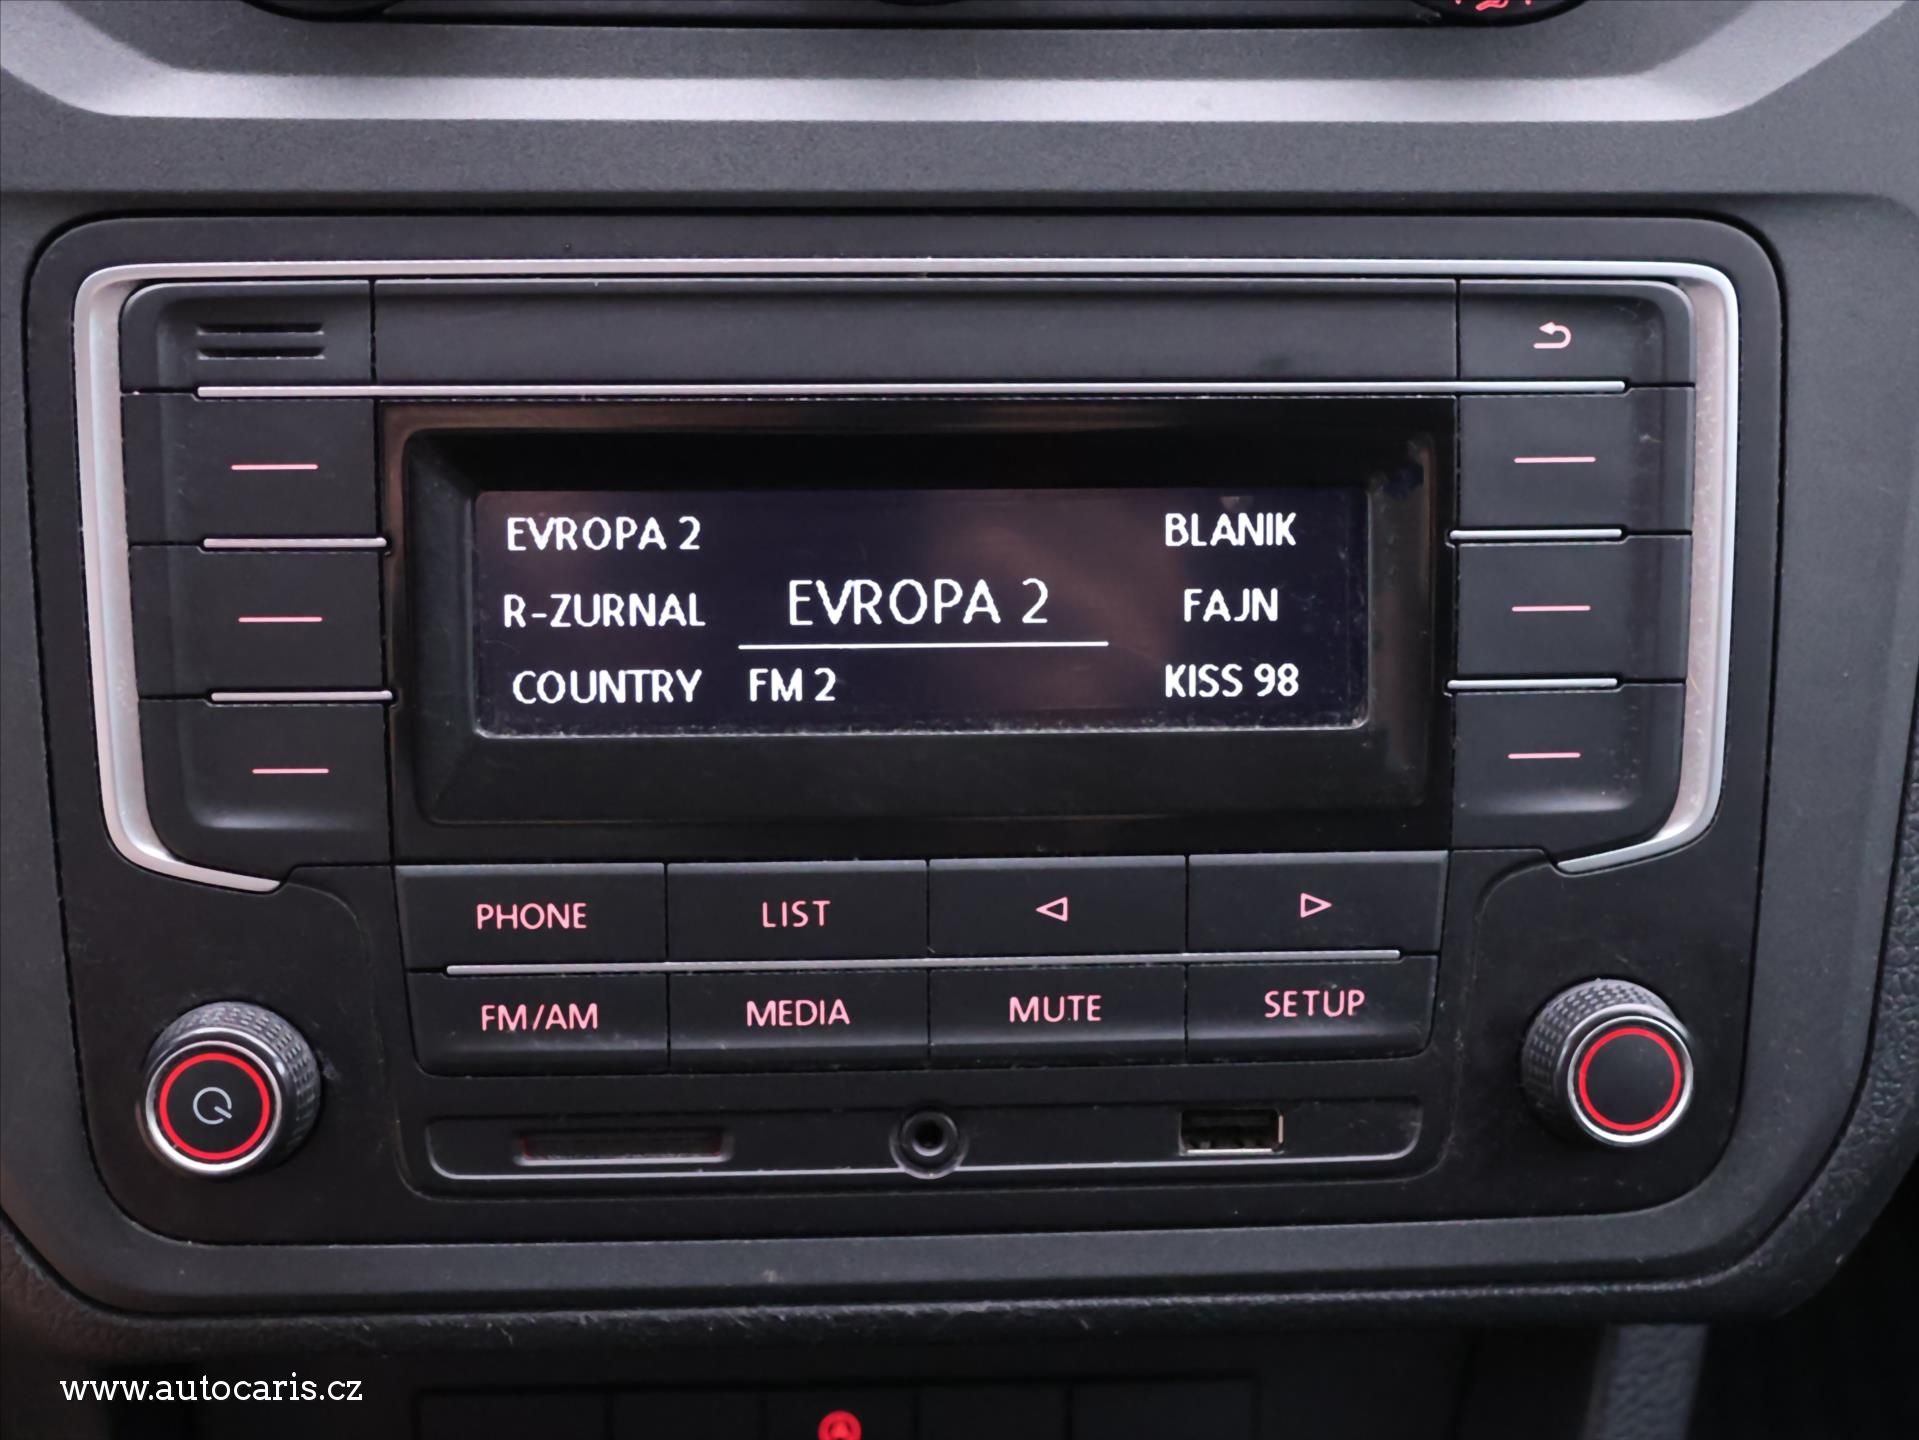 EVROPA 2
BLANIK
R-ZURNAL
EVROPA 2
FAJN
COUNTRY
FM 2
KISS 98
PHONE
LIST
FM/AM
MEDIA
MUTE
SETUP
www.autocaris.cz